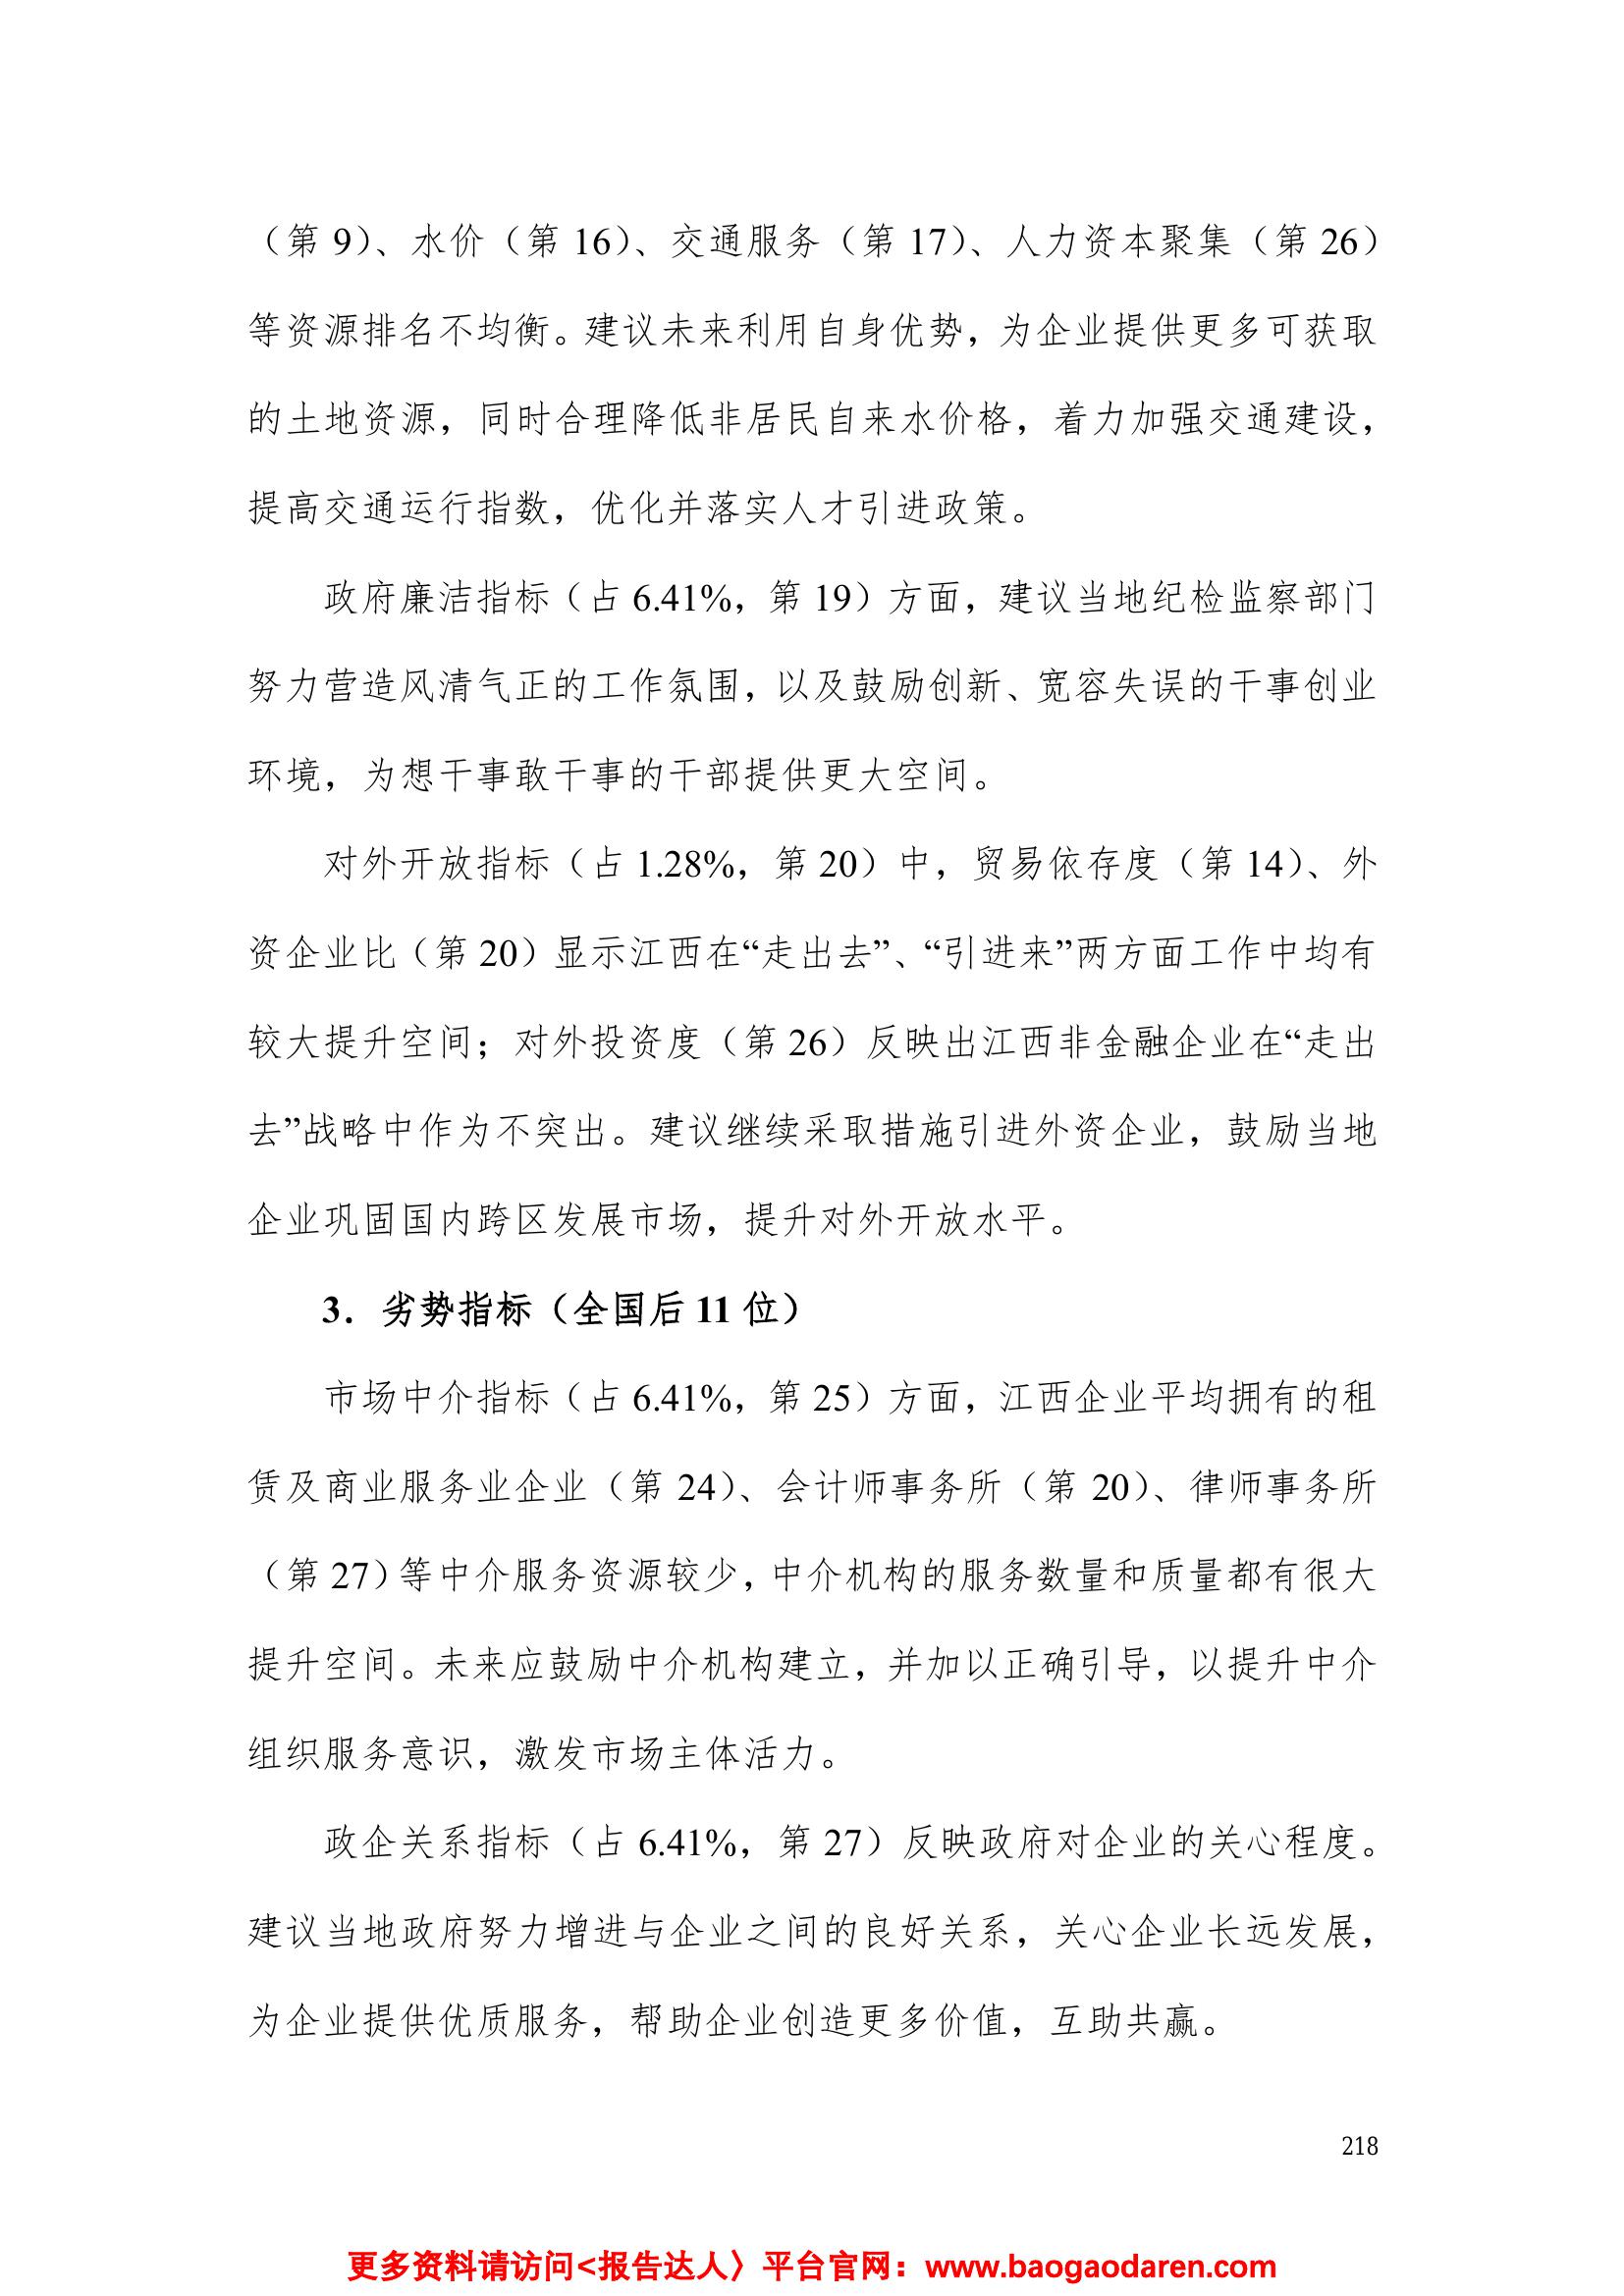 （第 9）、水价（第 16）、交通服务（第 17）、人力资本聚集（第 26）
等资源排名不均衡。建议未来利用自身优势，为企业提供更多可获取
的土地资源，同时合理降低非居民自来水价格，着力加强交通建设，
提高交通运行指数，优化并落实人才引进政策。
政府廉洁指标（占 6.41%，第 19）方面，建议当地纪检监察部门
努力营造风清气正的工作氛围，以及鼓励创新、宽容失误的干事创业
环境，为想干事敢干事的干部提供更大空间。
对外开放指标（占 1.28%，第 20）中，贸易依存度（第 14）、外
资企业比（第 20）显示江西在“走出去”、“引进来”两方面工作中均有
较大提升空间；对外投资度（第 26）反映出江西非金融企业在“走出
去”战略中作为不突出。建议继续采取措施引进外资企业，鼓励当地
企业巩固国内跨区发展市场，提升对外开放水平。
3．劣势指标（全国后 11 位）
市场中介指标（占 6.41%，第 25）方面，江西企业平均拥有的租
赁及商业服务业企业（第 24）、会计师事务所（第 20）、律师事务所
（第 27）等中介服务资源较少，中介机构的服务数量和质量都有很大
提升空间。未来应鼓励中介机构建立，并加以正确引导，以提升中介
组织服务意识，激发市场主体活力。
政企关系指标（占 6.41%，第 27）反映政府对企业的关心程度。
建议当地政府努力增进与企业之间的良好关系，关心企业长远发展，
为企业提供优质服务，帮助企业创造更多价值，互助共赢。
218
更多资料请访问<报告达人〉平台官网：www.baogaodaren.com